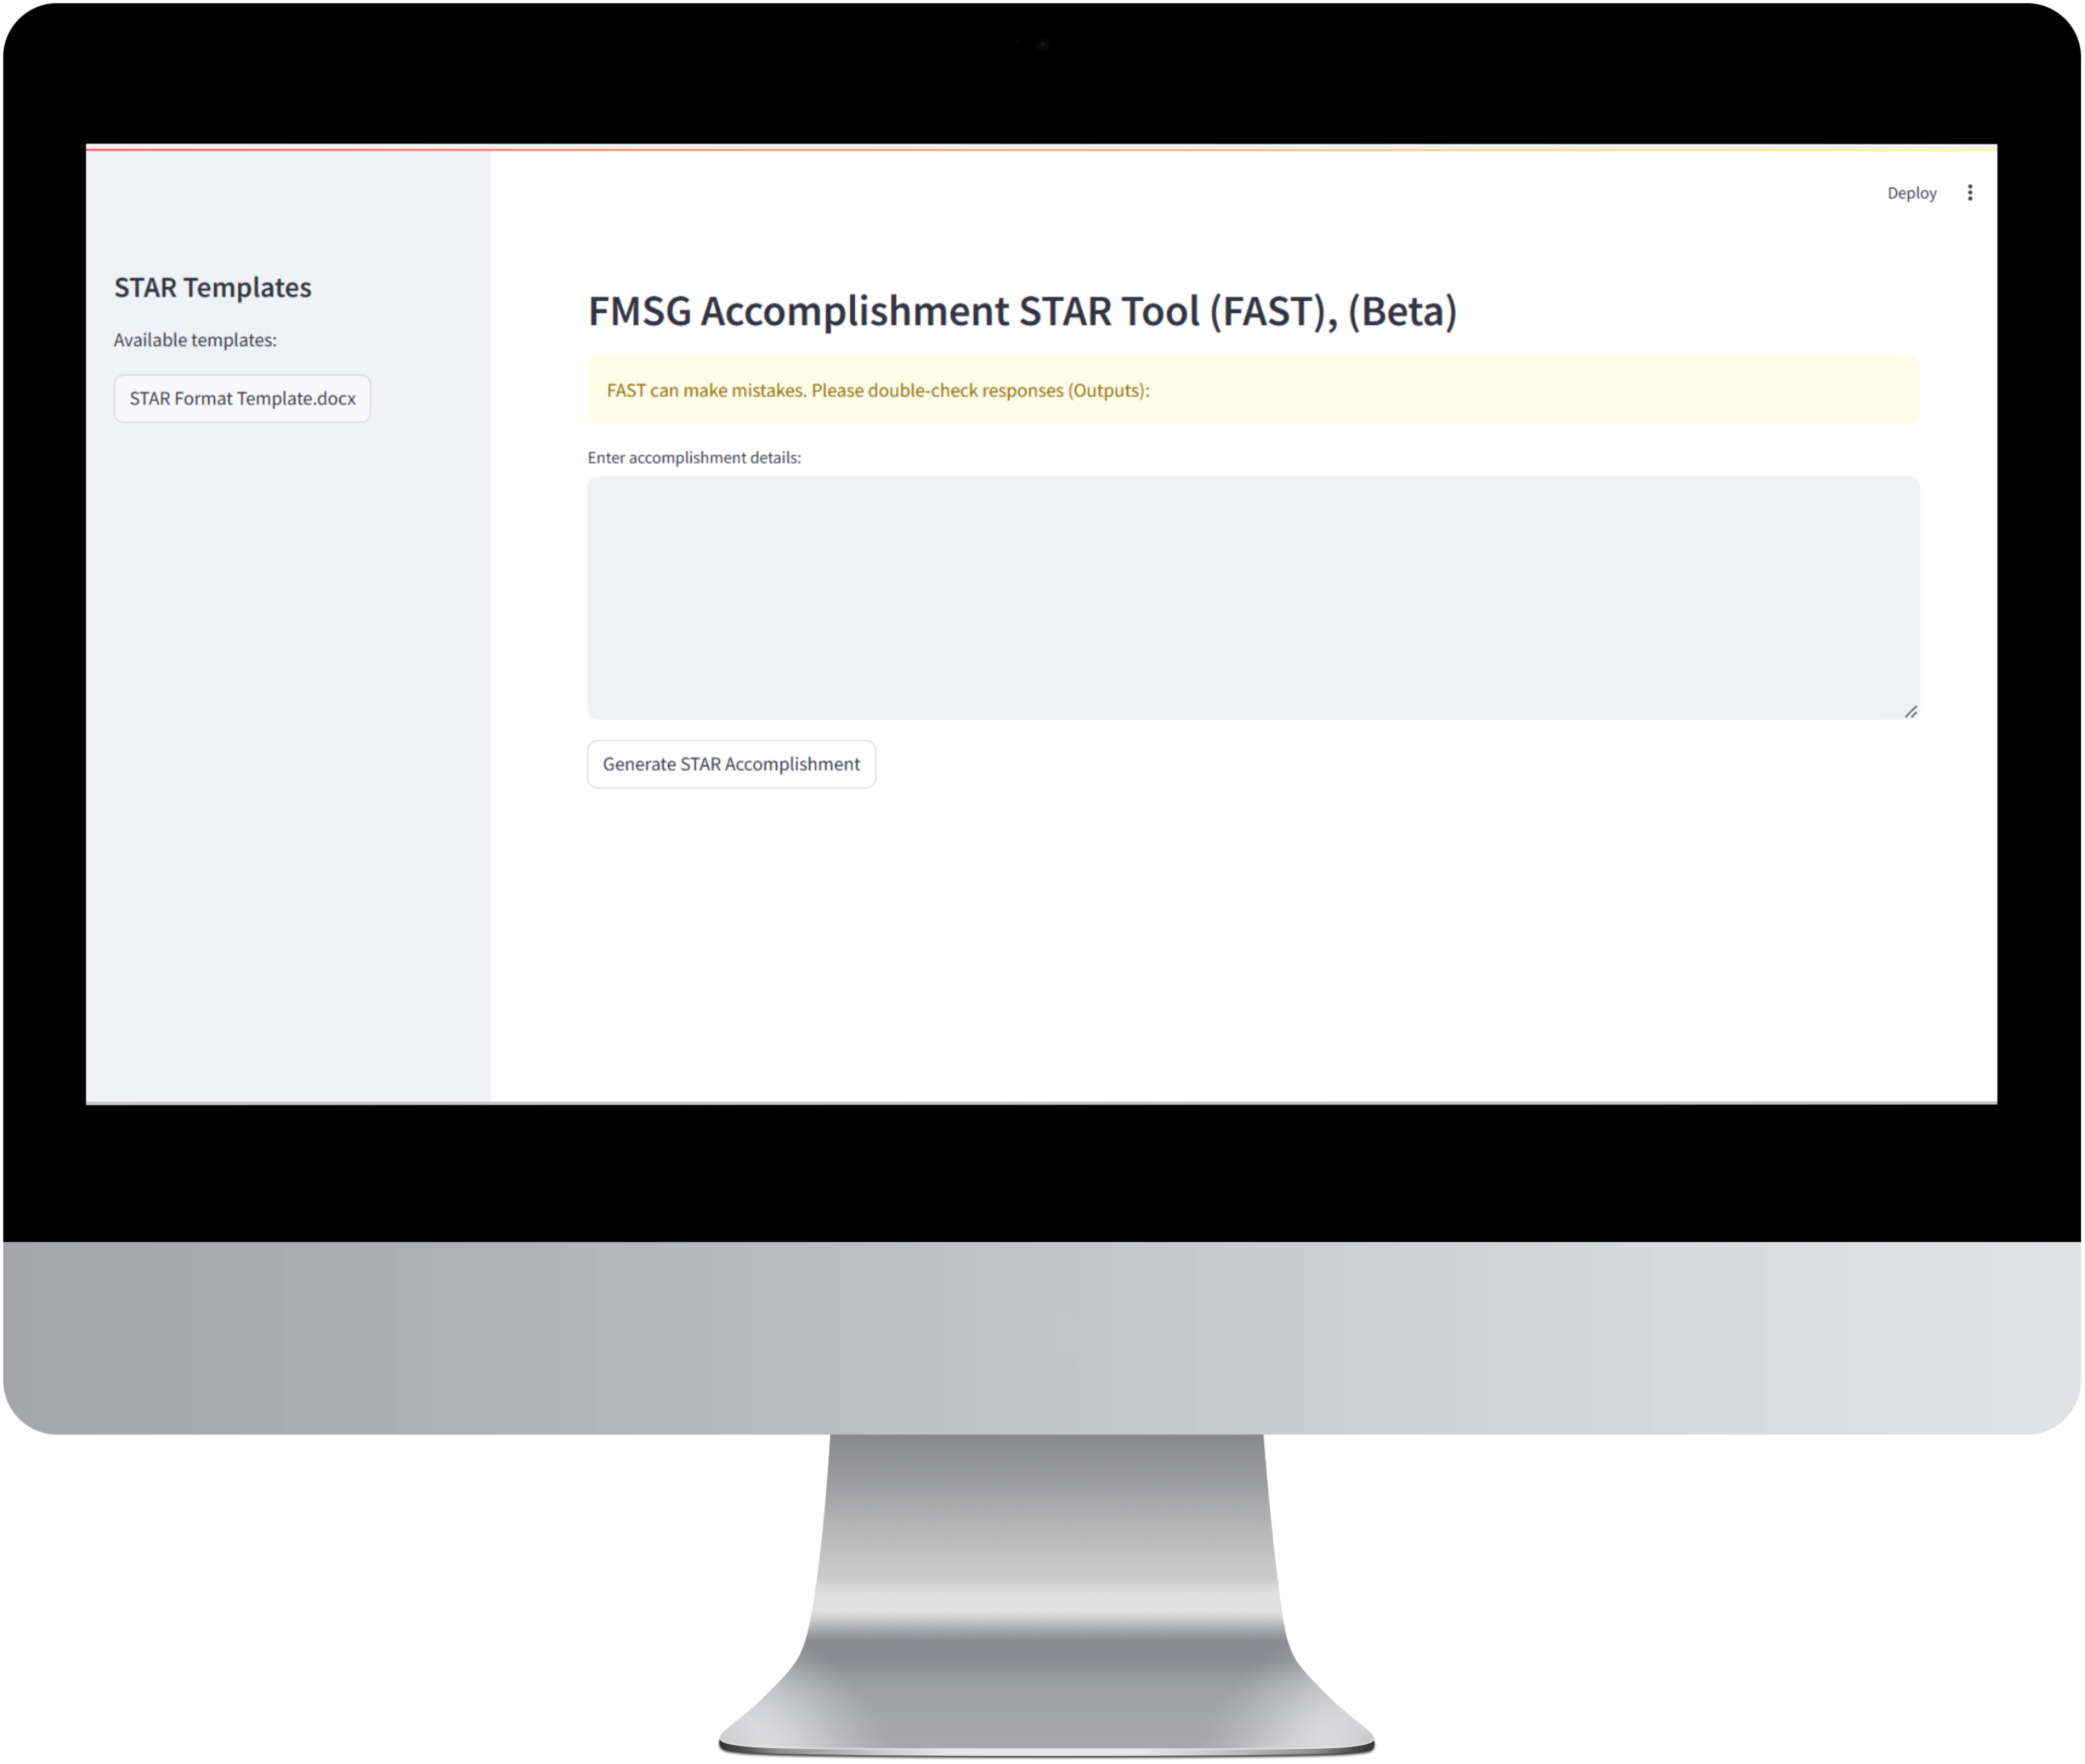 Deploy
STAR Templates
Available templates:
STAR Format Template.docx
FMSG Accomplishment STAR Tool (FAST), (Beta)
FAST can make mistakes. Please double-check responses (Outputs):
Enter accomplishment details:
Generate STAR Accomplishment